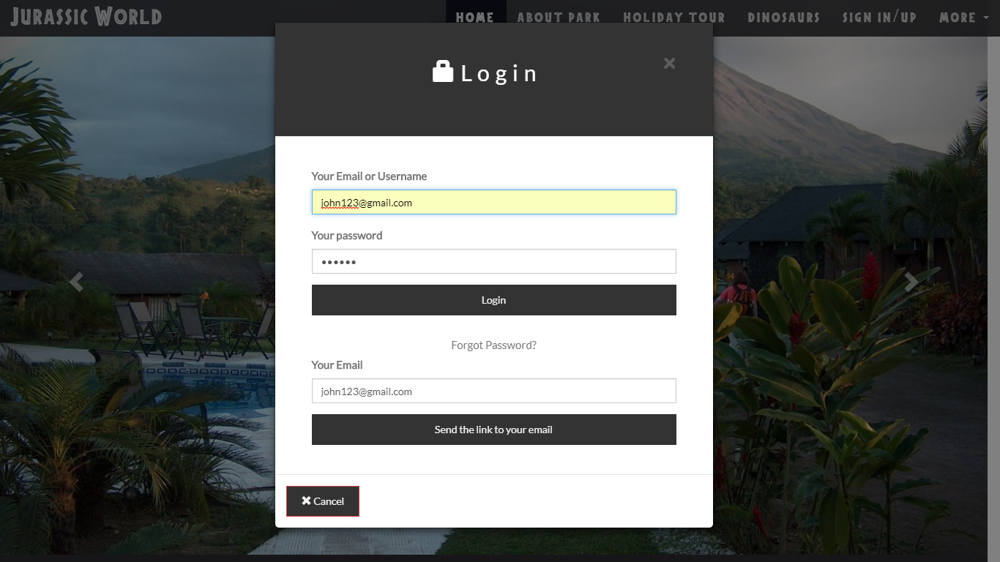 Jurassic World
HOME ABOUT PARK HOLIDAY TOUR DINOSAURS SIGN IN/UP MORE
Login
Your Email or Username
john123@gmail.com
Your password
••••••
Login
Forgot Password?
Your Email
john123@gmail.com
Send the link to your email
Cancel